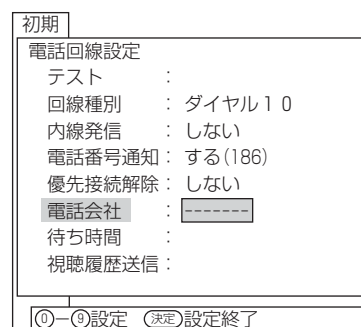 初期
電話回線設定
テスト :
回線種別 : ダイヤル10
内線発信 : しない
電話番号通知 : する(186)
優先接続解除 : しない
電話会社 : -------
待ち時間 :
視聴履歴送信 :
⓪–⑨設定 決定設定終了